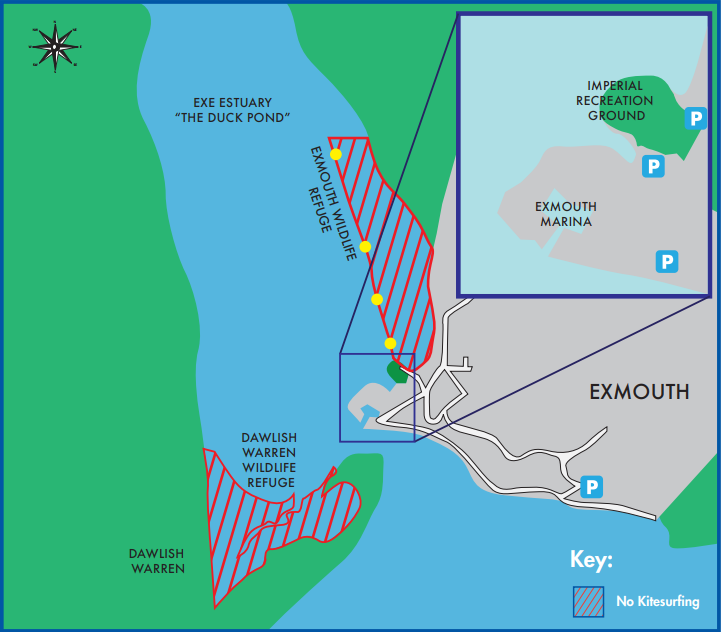 EXE ESTUARY
“THE DUCK POND”
IMPERIAL
RECREATION
GROUND
P
P
EXMOUTH
MARINA
P
EXMOUTH WILDLIFE
REFUGE
EXMOUTH
DAWLISH
WARREN
WILDLIFE
REFUGE
P
DAWLISH
WARREN
Key:
No Kitesurfing